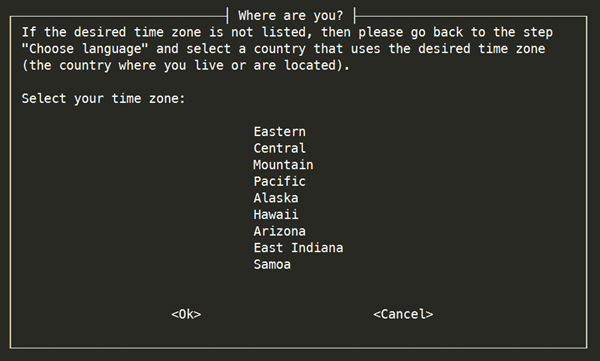 Where are you?
If the desired time zone is not listed, then please go back to the step
"Choose language" and select a country that uses the desired time zone
(the country where you live or are located).
Select your time zone:
Eastern
Central
Mountain
Pacific
Alaska
Hawaii
Arizona
East Indiana
Samoa
<Ok> <Cancel>